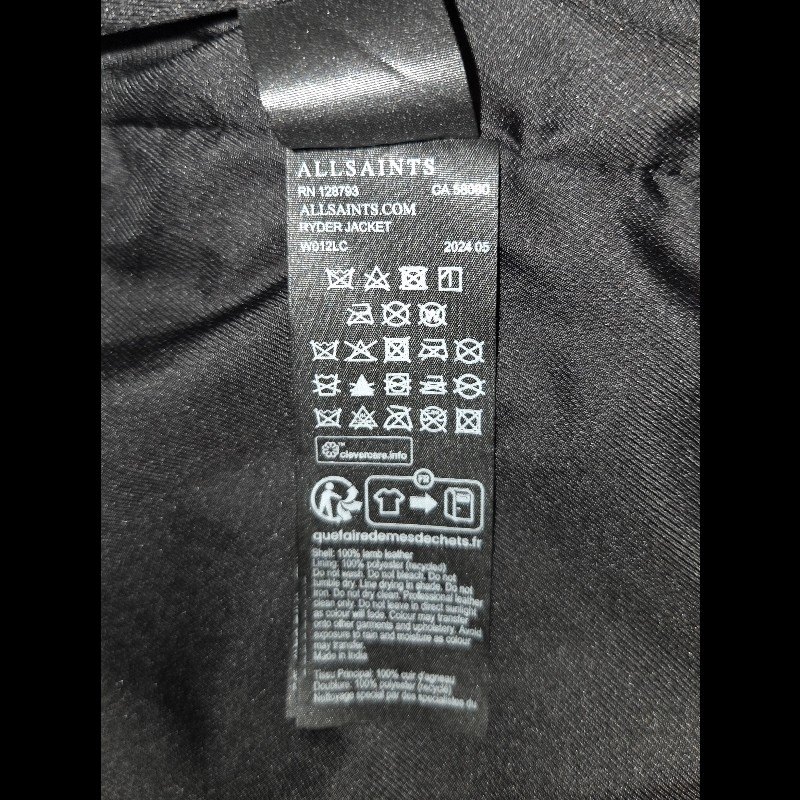 ALLSAINTS
RN 128793 CA 56090
ALLSAINTS.COM
RYDER JACKET
W012LC 2024 05
W
™
clevercare.info
FR
quefairedemesdechets.fr
Shell: 100% lamb leather
Lining: 100% polyester (recycled)
Do not wash. Do not bleach. Do not
tumble dry. Line drying in shade. Do not
iron. Do not dry clean. Professional leather
clean only. Do not leave in direct sunlight
as colour will fade. Colour may transfer
onto other garments and upholstery. Avoid
exposure to rain and moisture as colour
may transfer.
Made in India
Tissu Principal: 100% cuir d'agneau
Doublure: 100% polyester (recyclé)
Nettoyage spécial par des spécialistes du